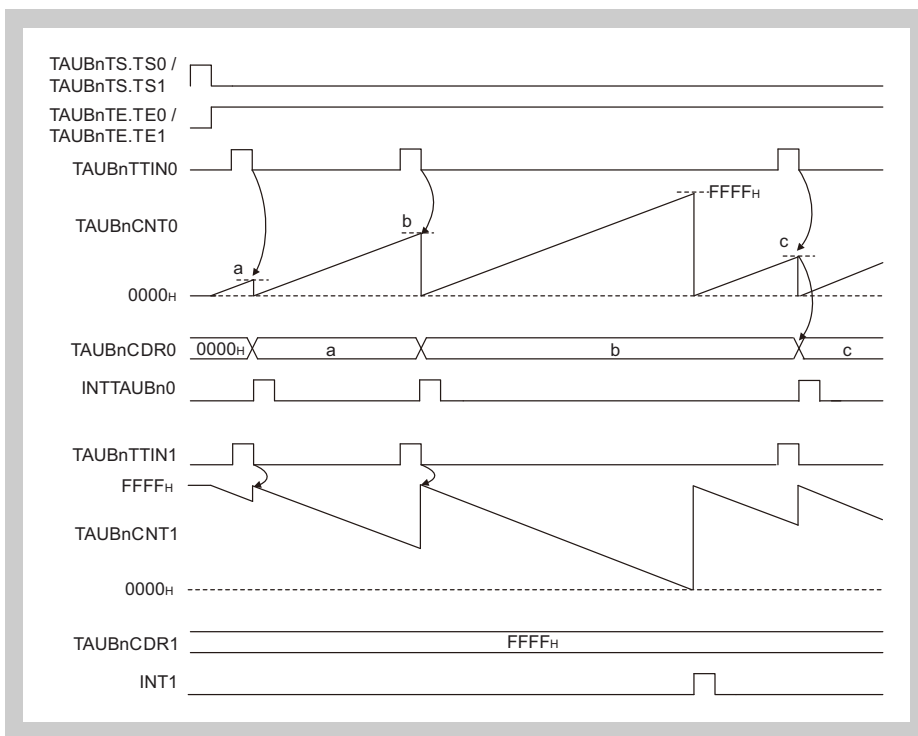 TAUBnTS.TS0 /
TAUBnTS.TS1
TAUBnTE.TE0 /
TAUBnTE.TE1
TAUBnTTIN0
FFFFH
TAUBnCNT0
b
c
a
0000H
TAUBnCDR0
0000H
a
b
c
INTTAUBn0
TAUBnTTIN1
FFFFH
TAUBnCNT1
0000H
TAUBnCDR1
FFFFH
INT1